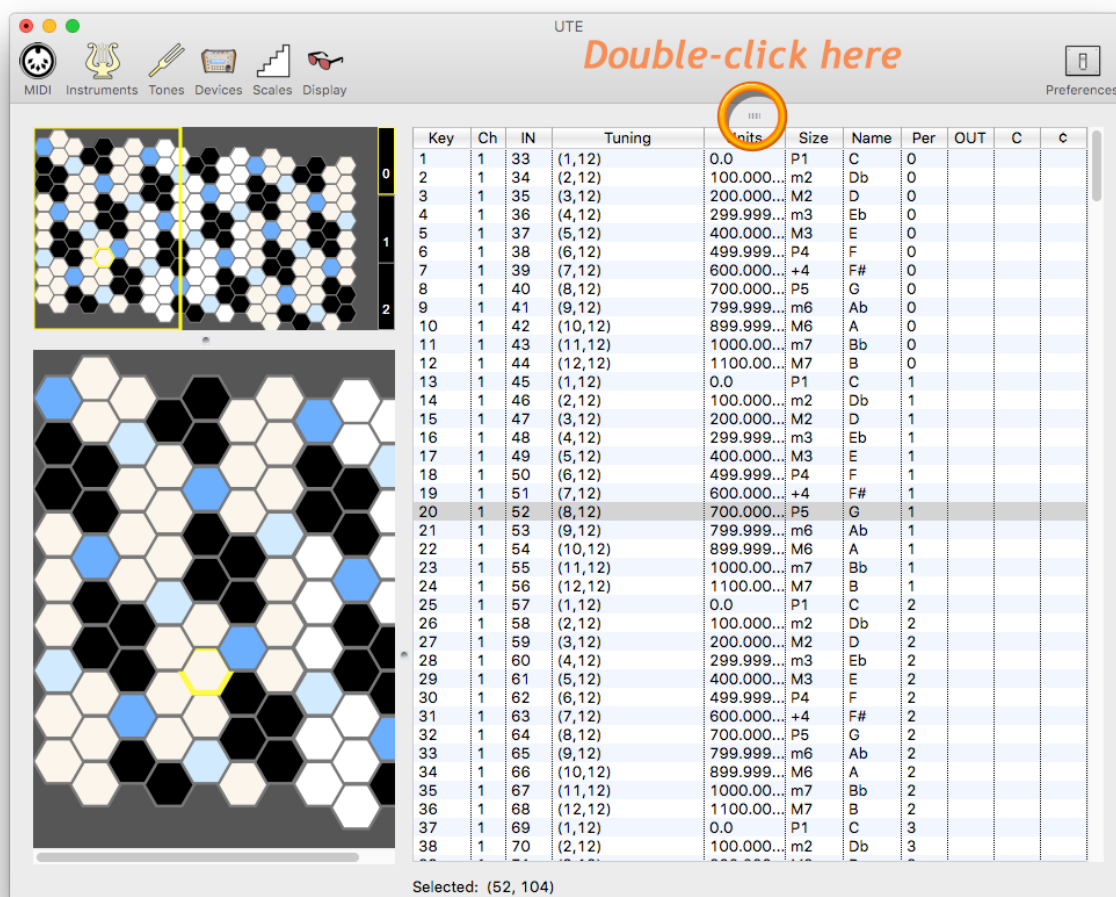 UTE
Double-click here
MIDI Instruments Tones Devices Scales Display Preferences
0
1
2
Key Ch IN Tuning Units Size Name Per OUT C ¢
1 1 33 (1,12) 0.0 P1 C 0
2 1 34 (2,12) 100.000... m2 Db 0
3 1 35 (3,12) 200.000... M2 D 0
4 1 36 (4,12) 299.999... m3 Eb 0
5 1 37 (5,12) 400.000... M3 E 0
6 1 38 (6,12) 499.999... P4 F 0
7 1 39 (7,12) 600.000... +4 F# 0
8 1 40 (8,12) 700.000... P5 G 0
9 1 41 (9,12) 799.999... m6 Ab 0
10 1 42 (10,12) 899.999... M6 A 0
11 1 43 (11,12) 1000.00... m7 Bb 0
12 1 44 (12,12) 1100.00... M7 B 0
13 1 45 (1,12) 0.0 P1 C 1
14 1 46 (2,12) 100.000... m2 Db 1
15 1 47 (3,12) 200.000... M2 D 1
16 1 48 (4,12) 299.999... m3 Eb 1
17 1 49 (5,12) 400.000... M3 E 1
18 1 50 (6,12) 499.999... P4 F 1
19 1 51 (7,12) 600.000... +4 F# 1
20 1 52 (8,12) 700.000... P5 G 1
21 1 53 (9,12) 799.999... m6 Ab 1
22 1 54 (10,12) 899.999... M6 A 1
23 1 55 (11,12) 1000.00... m7 Bb 1
24 1 56 (12,12) 1100.00... M7 B 1
25 1 57 (1,12) 0.0 P1 C 2
26 1 58 (2,12) 100.000... m2 Db 2
27 1 59 (3,12) 200.000... M2 D 2
28 1 60 (4,12) 299.999... m3 Eb 2
29 1 61 (5,12) 400.000... M3 E 2
30 1 62 (6,12) 499.999... P4 F 2
31 1 63 (7,12) 600.000... +4 F# 2
32 1 64 (8,12) 700.000... P5 G 2
33 1 65 (9,12) 799.999... m6 Ab 2
34 1 66 (10,12) 899.999... M6 A 2
35 1 67 (11,12) 1000.00... m7 Bb 2
36 1 68 (12,12) 1100.00... M7 B 2
37 1 69 (1,12) 0.0 P1 C 3
38 1 70 (2,12) 100.000... m2 Db 3
Selected: (52, 104)